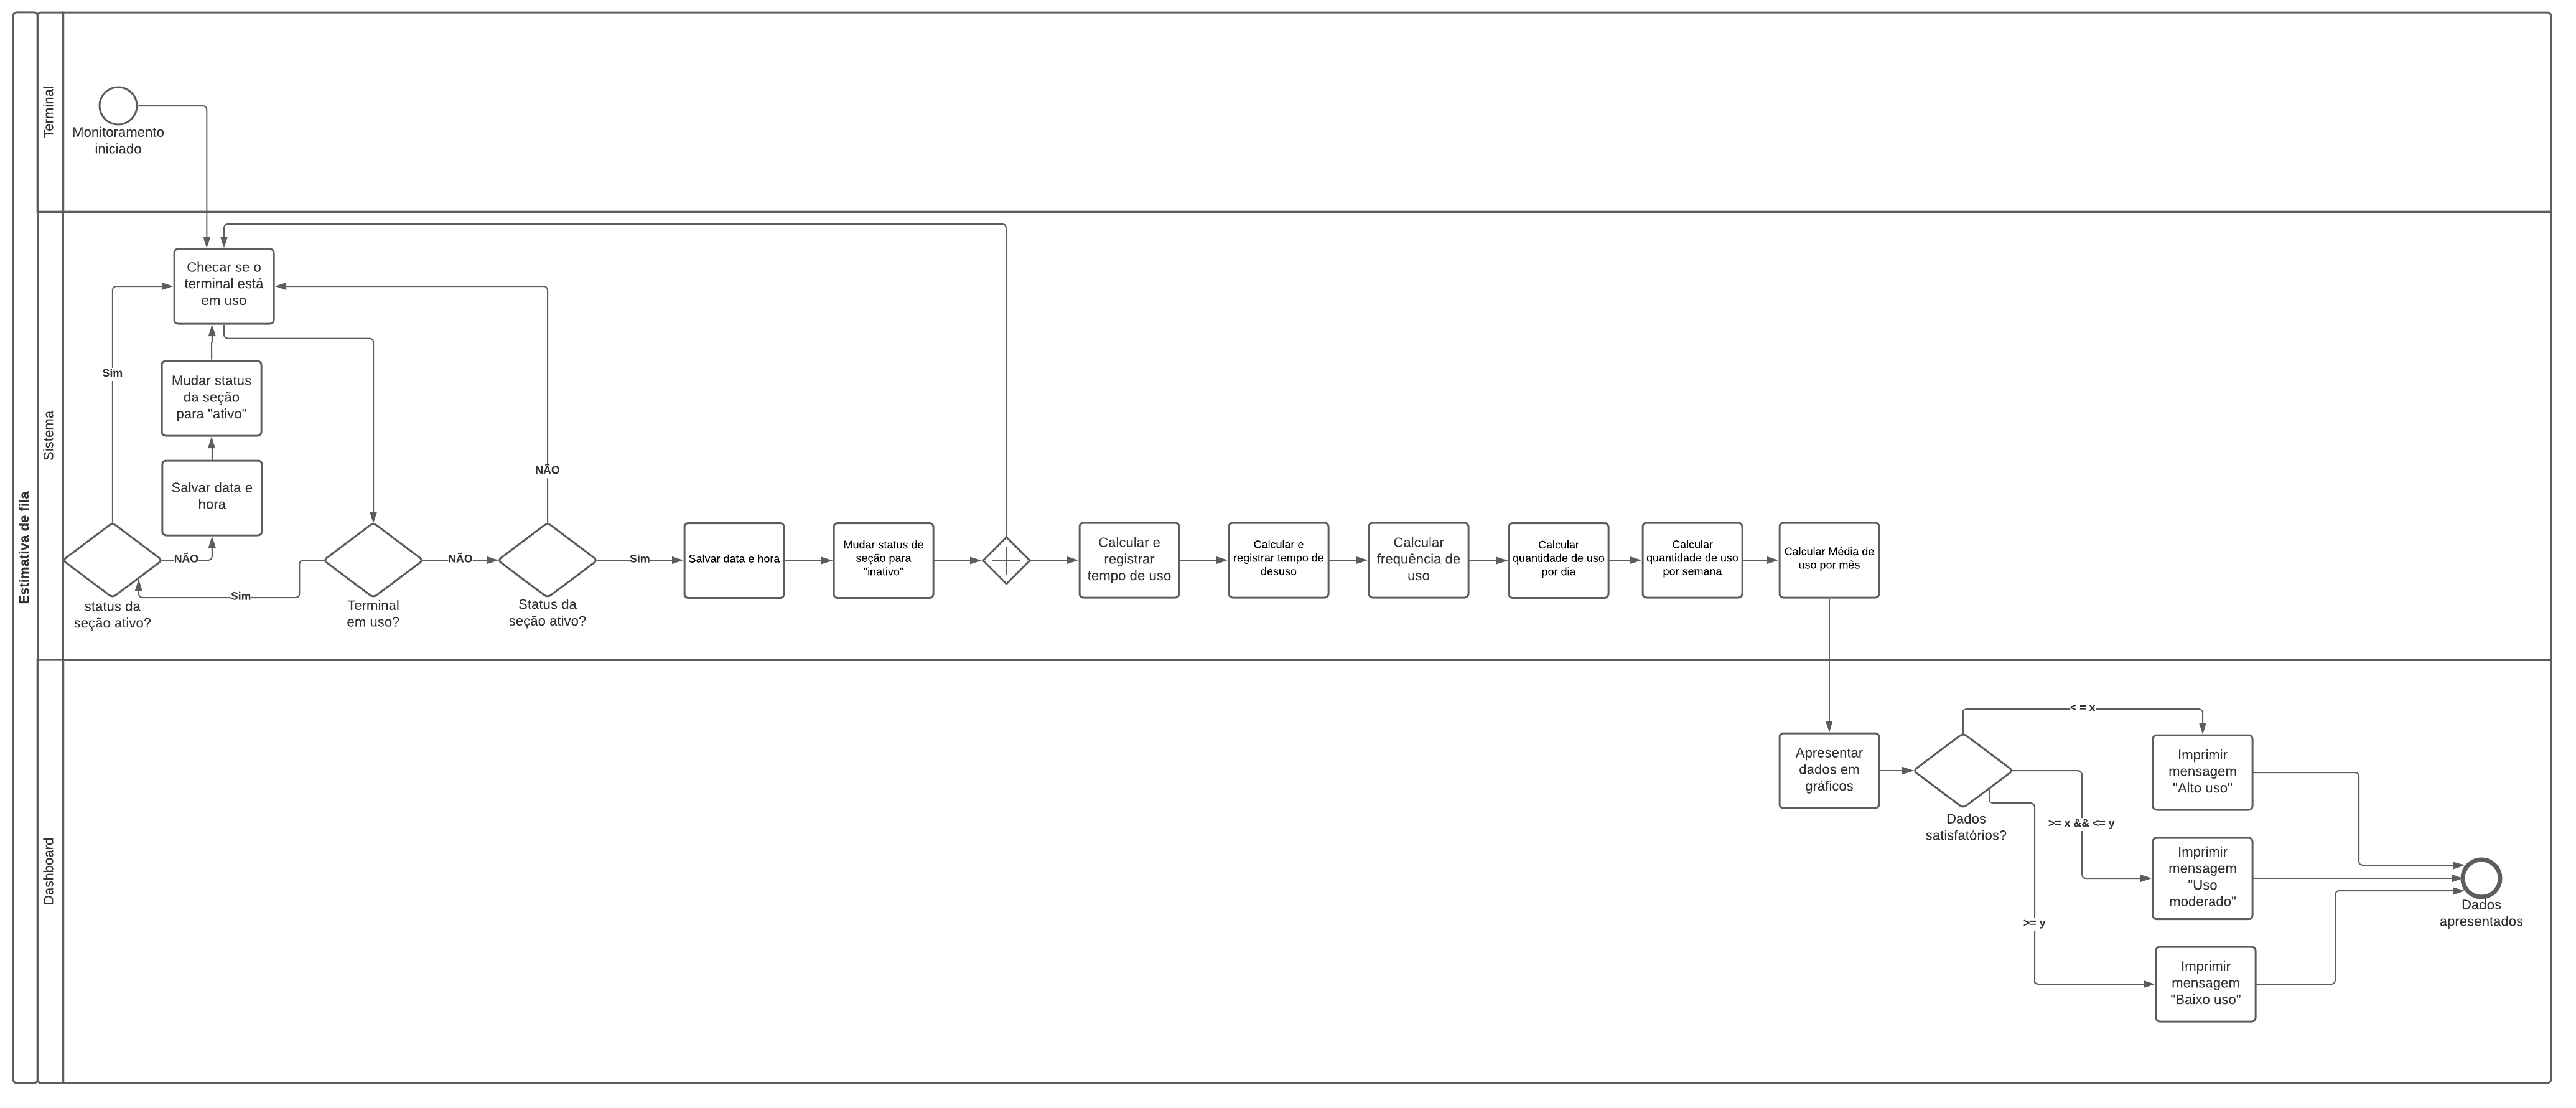 Estimativa de fila
Terminal
Monitoramento
iniciado
Sistema
Checar se o
terminal está
em uso
Sim
Mudar status
da seção
para "ativo"
Salvar data e
hora
NÃO
status da
seção ativo?
Sim
Terminal
em uso?
NÃO
NÃO
Status da
seção ativo?
Sim
Salvar data e hora
Mudar status de
seção para
"inativo"
Calcular e
registrar
tempo de uso
Calcular e
registrar tempo de
desuso
Calcular
frequência de
uso
Calcular
quantidade de uso
por dia
Calcular
quantidade de uso
por semana
Calcular Média de
uso por mês
Dashboard
Apresentar
dados em
gráficos
Dados
satisfatórios?
< = x
>= x && <= y
>= y
Imprimir
mensagem
"Alto uso"
Imprimir
mensagem
"Uso
moderado"
Imprimir
mensagem
"Baixo uso"
Dados
apresentados